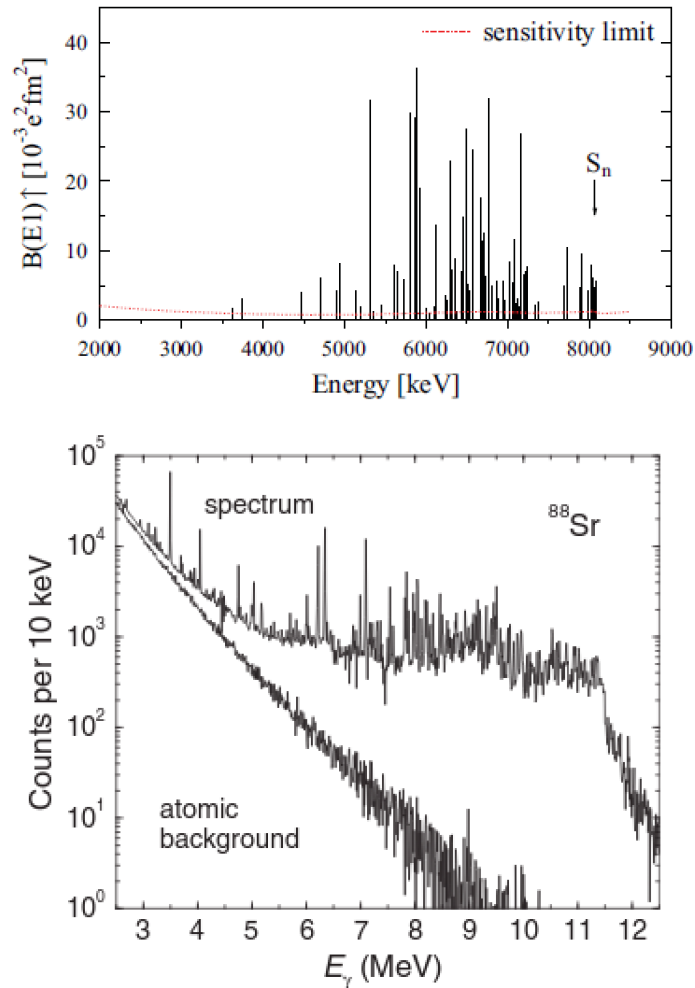 40
30
20
10
0
B(E1)↑ [10⁻³e²fm²]
sensitivity limit
Sₙ
2000 3000 4000 5000 6000 7000 8000 9000
Energy [keV]
10⁵
10⁴
10³
10²
10¹
10⁰
Counts per 10 keV
spectrum
⁸⁸Sr
atomic
background
3 4 5 6 7 8 9 10 11 12
Eᵧ (MeV)